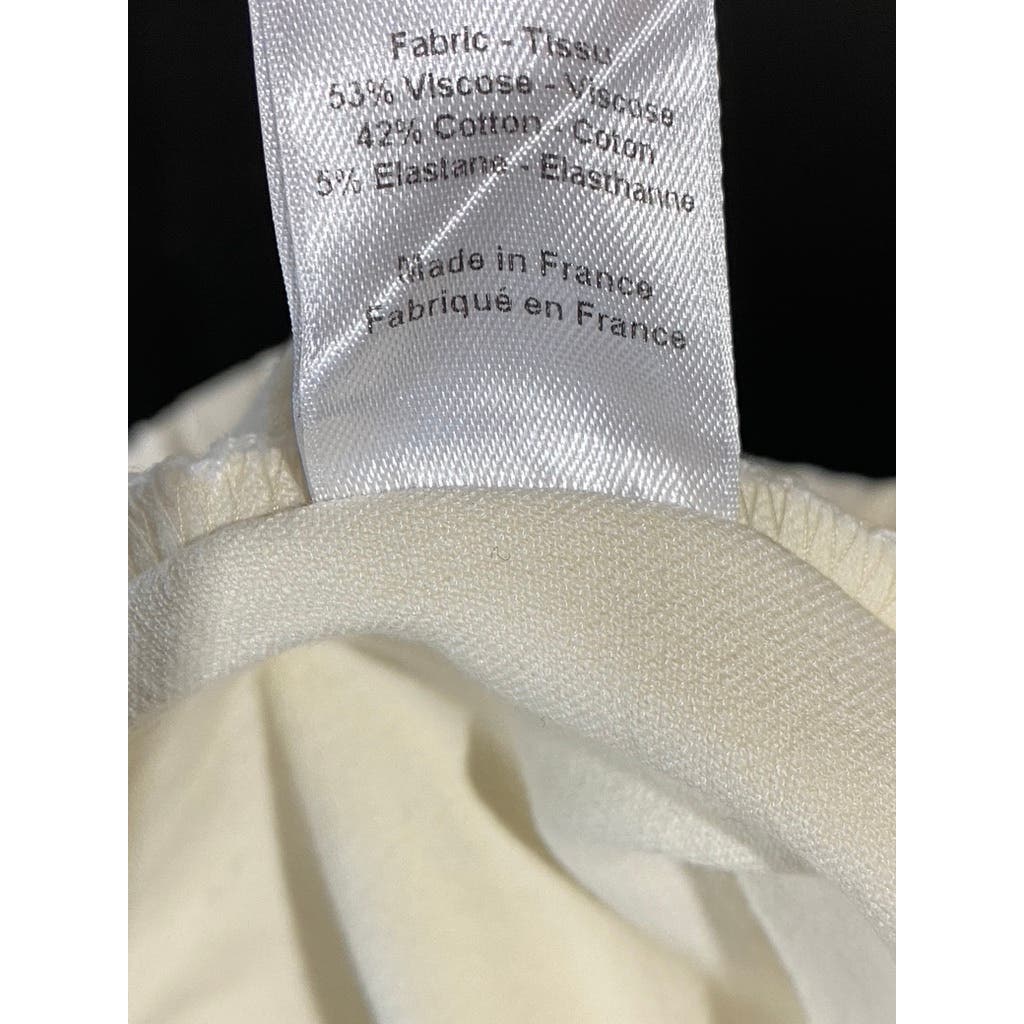 Fabric - Tissu
53% Viscose - Viscose
42% Cotton - Coton
5% Elastane - Elasthanne
Made in France
Fabriqué en France